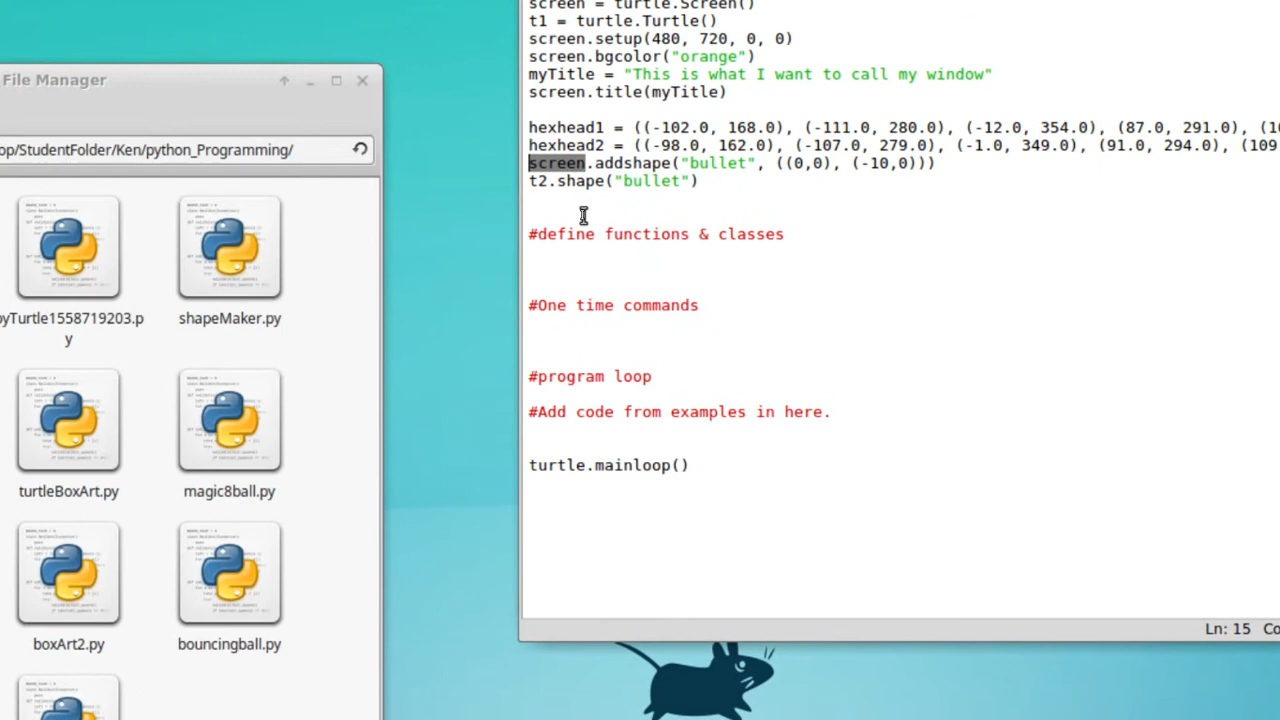 File Manager
op/StudentFolder/Ken/python_Programming/
yTurtle1558719203.p
y
shapeMaker.py
turtleBoxArt.py
magic8ball.py
boxArt2.py
bouncingball.py
screen = turtle.Screen()
t1 = turtle.Turtle()
screen.setup(480, 720, 0, 0)
screen.bgcolor("orange")
myTitle = "This is what I want to call my window"
screen.title(myTitle)
hexhead1 = ((-102.0, 168.0), (-111.0, 280.0), (-12.0, 354.0), (87.0, 291.0), (10
hexhead2 = ((-98.0, 162.0), (-107.0, 279.0), (-1.0, 349.0), (91.0, 294.0), (109
screen.addshape("bullet", ((0,0), (-10,0)))
t2.shape("bullet")
#define functions & classes
#One time commands
#program loop
#Add code from examples in here.
turtle.mainloop()
Ln: 15 Co